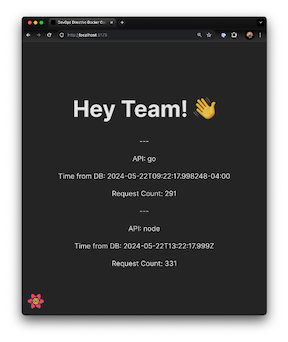 DevOps Directive Docker Co
http://localhost:5173
Hey Team! 👋
---
API: go
Time from DB: 2024-05-22T09:22:17.998248-04:00
Request Count: 291
---
API: node
Time from DB: 2024-05-22T13:22:17.999Z
Request Count: 331